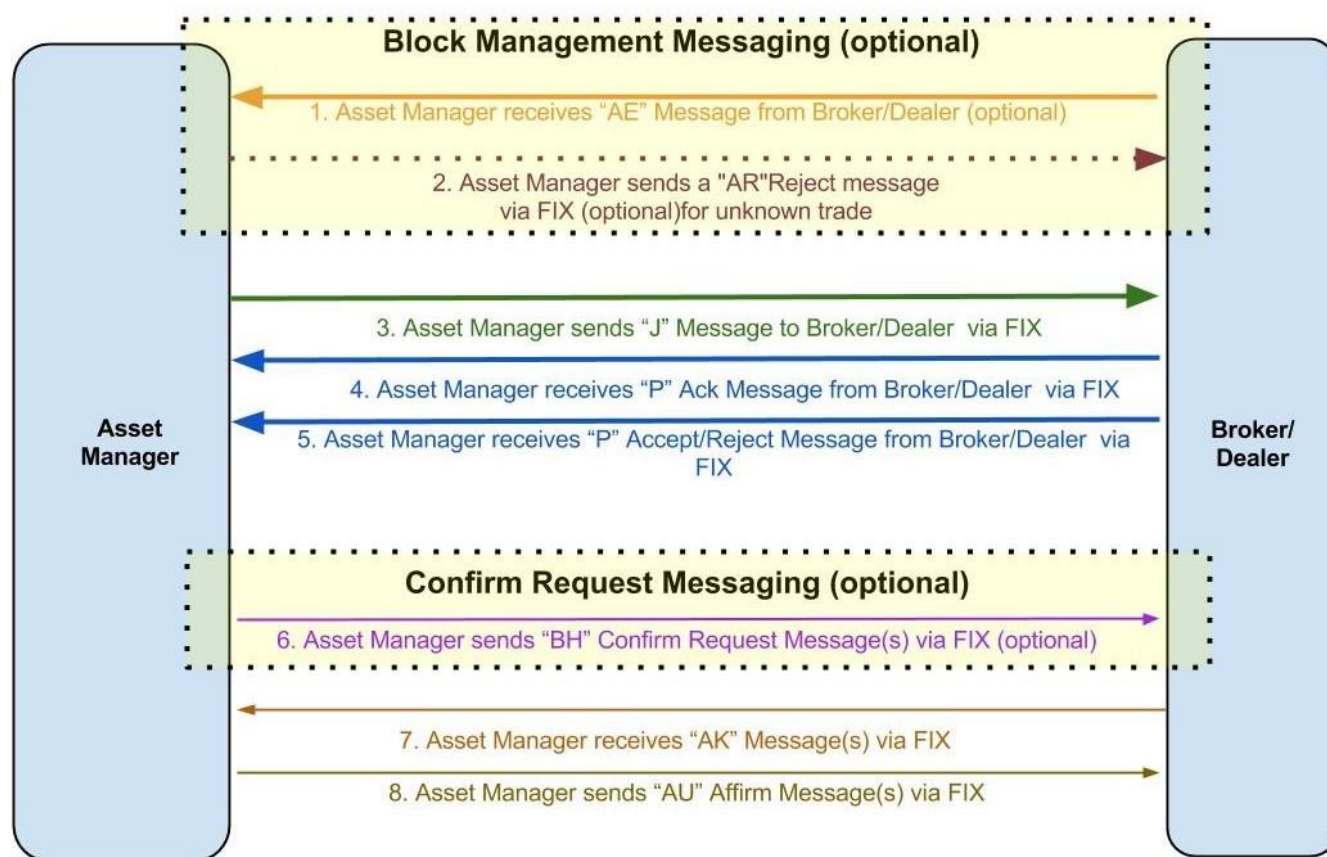 Block Management Messaging (optional)
1. Asset Manager receives “AE” Message from Broker/Dealer (optional)
2. Asset Manager sends a "AR"Reject message
via FIX (optional)for unknown trade
3. Asset Manager sends “J” Message to Broker/Dealer via FIX
4. Asset Manager receives “P” Ack Message from Broker/Dealer via FIX
5. Asset Manager receives “P” Accept/Reject Message from Broker/Dealer via
FIX
Asset
Manager
Broker/
Dealer
Confirm Request Messaging (optional)
6. Asset Manager sends “BH” Confirm Request Message(s) via FIX (optional)
7. Asset Manager receives “AK” Message(s) via FIX
8. Asset Manager sends “AU” Affirm Message(s) via FIX